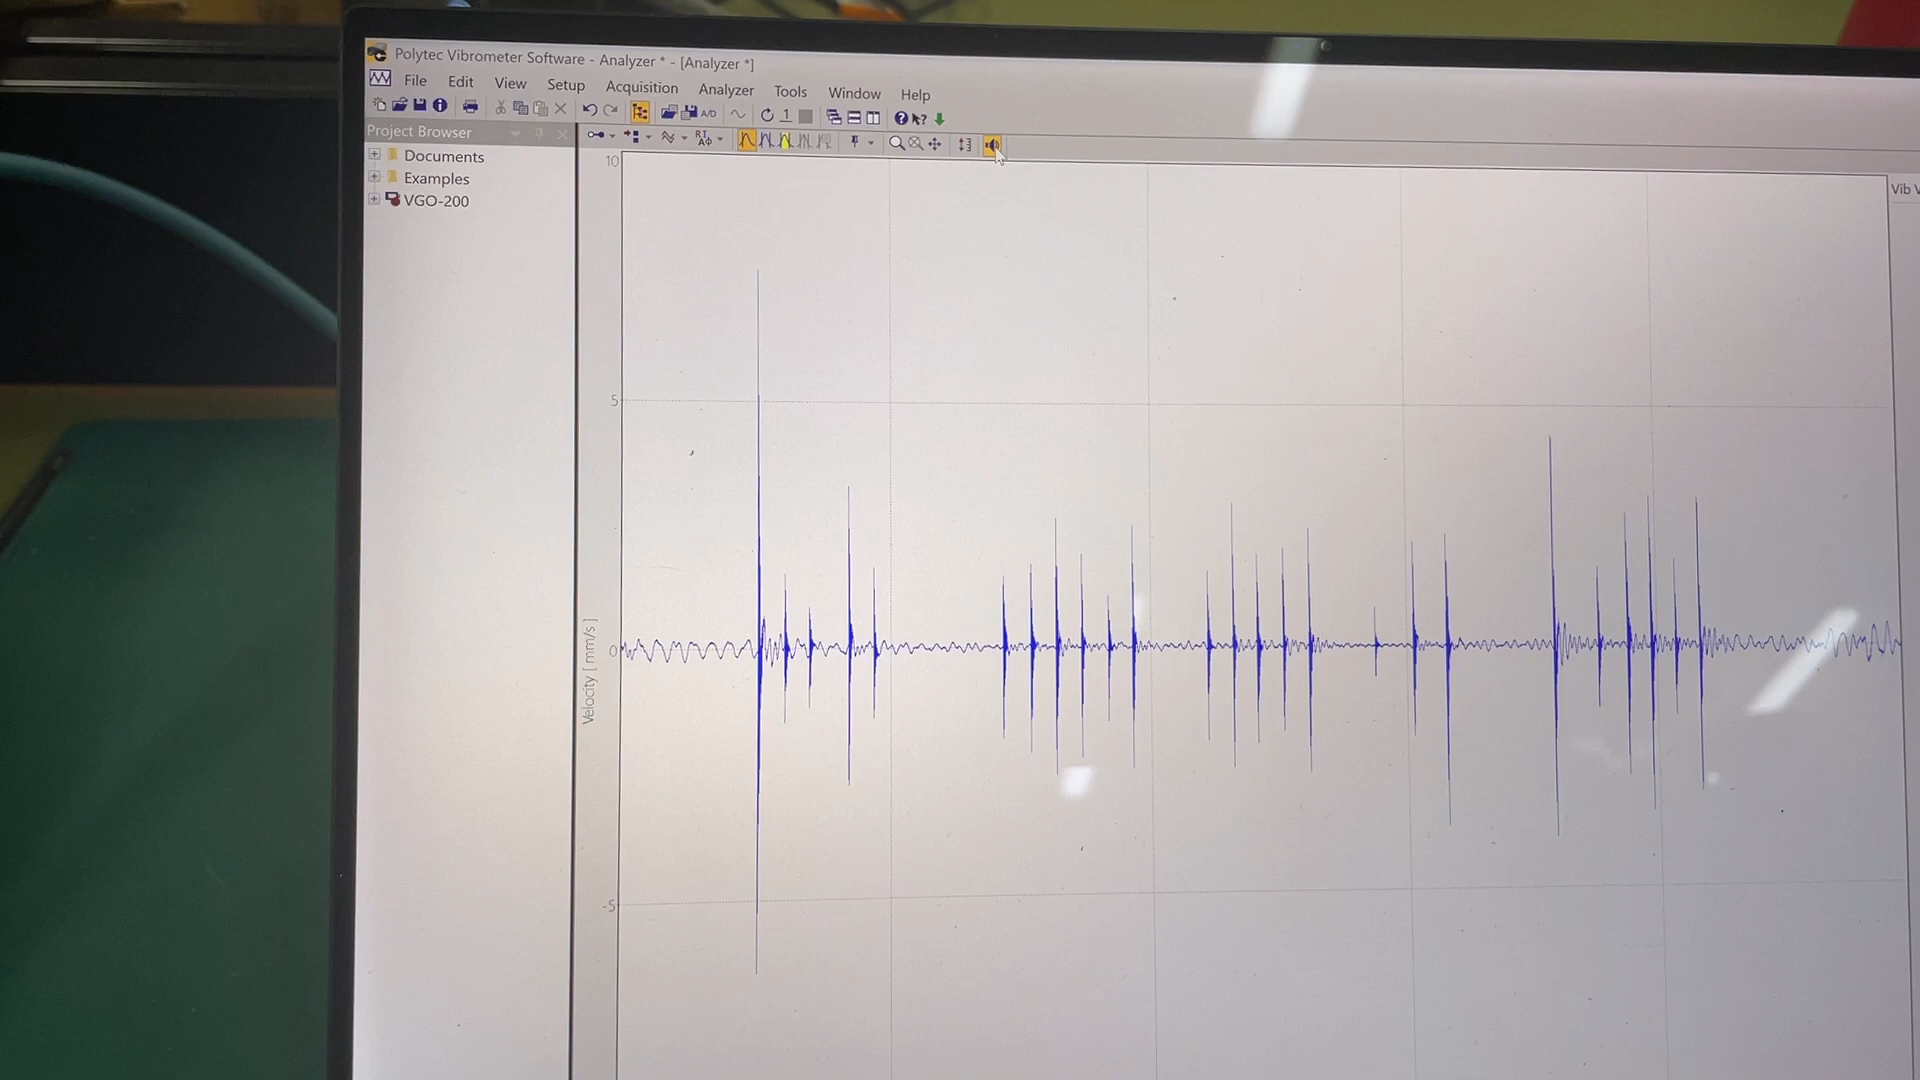 Polytec Vibrometer Software - Analyzer * - [Analyzer *]
File Edit View Setup Acquisition Analyzer Tools Window Help
A/D
Project Browser
Documents
Examples
VGO-200
10
5
0
-5
Velocity [ mm/s ]
Vib V